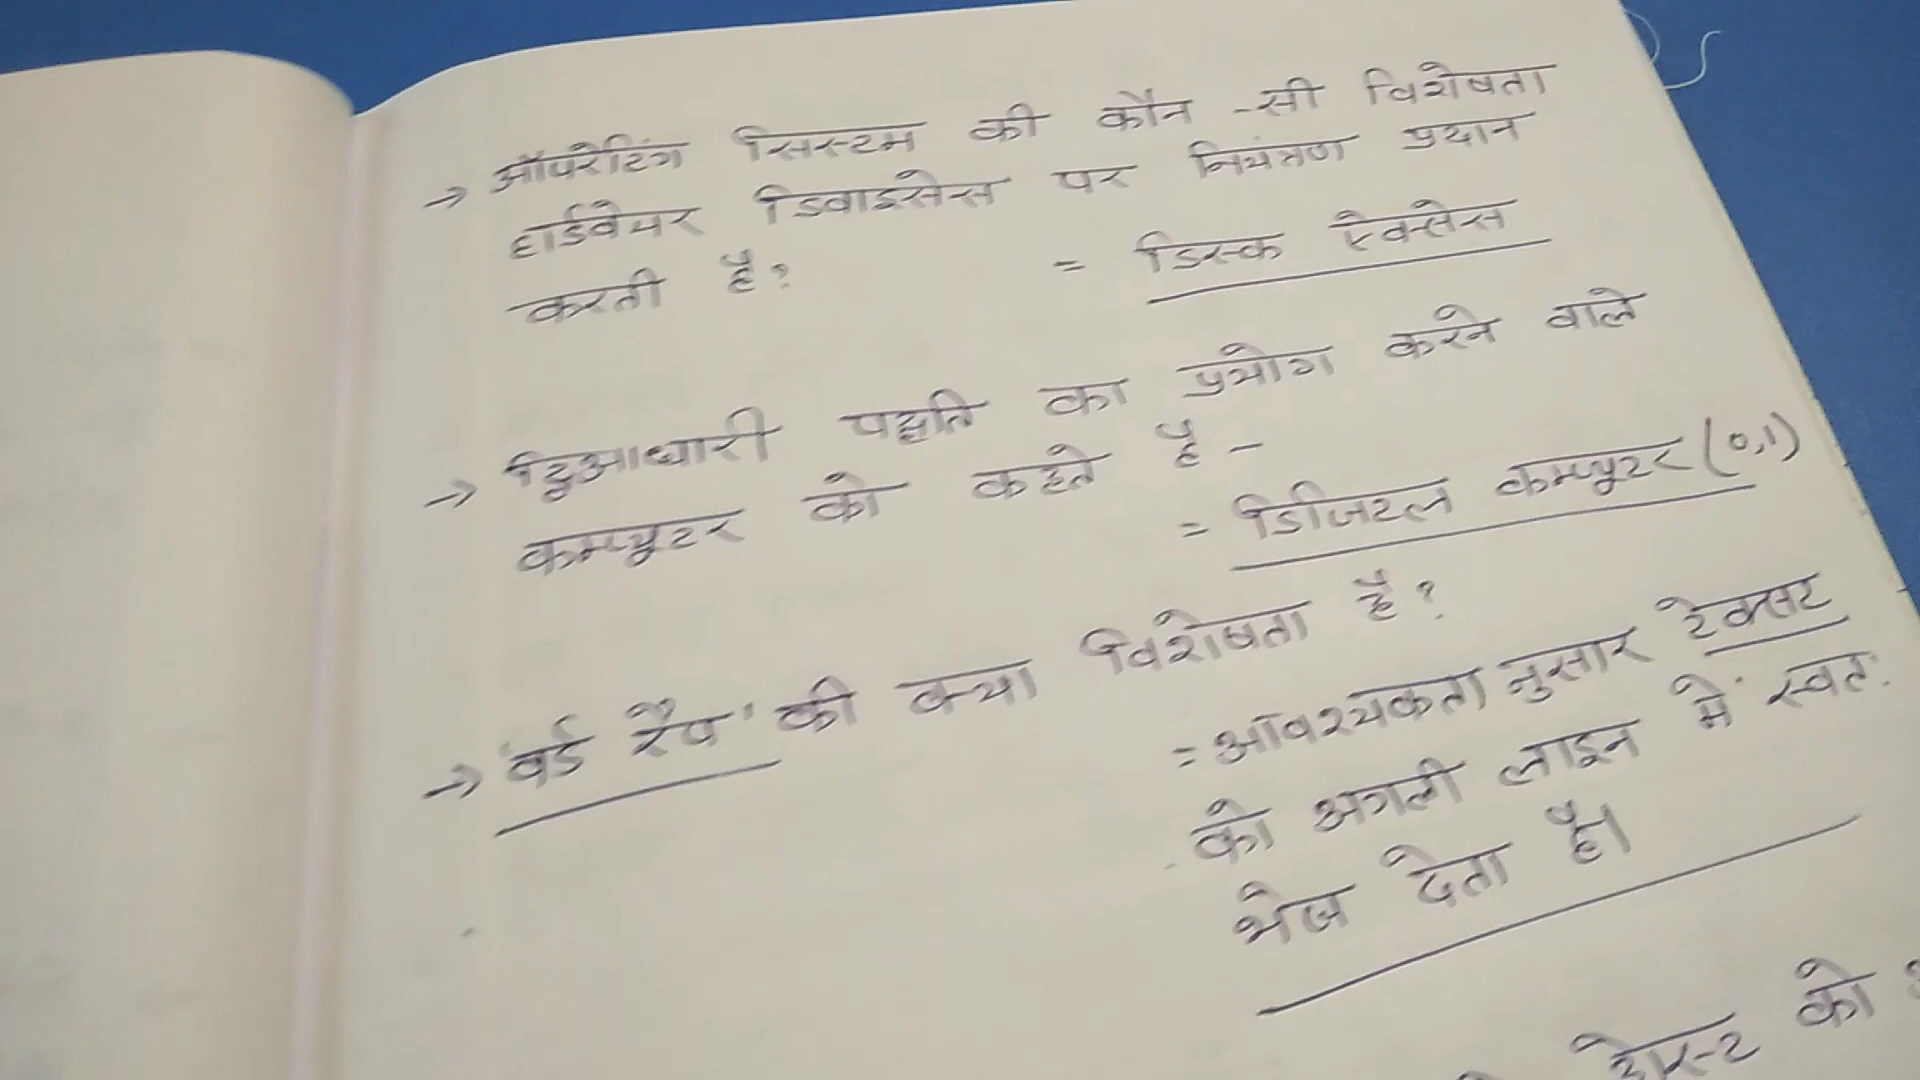 → ऑपरेटिंग सिस्टम की कौन -सी विशेषता
हार्डवेयर डिवाइसेस पर नियंत्रण प्रदान
करती है? = डिस्क ऐक्सेस
→ द्विआधारी पद्धति का प्रयोग करने वाले
कम्प्यूटर को कहते है -
= डिजिटल कम्प्यूटर (0,1)
→ 'वर्ड रैप' की क्या विशेषता है?
= आवश्यकतानुसार टेक्सट
को अगली लाइन में स्वत:
भेज देता है।
को